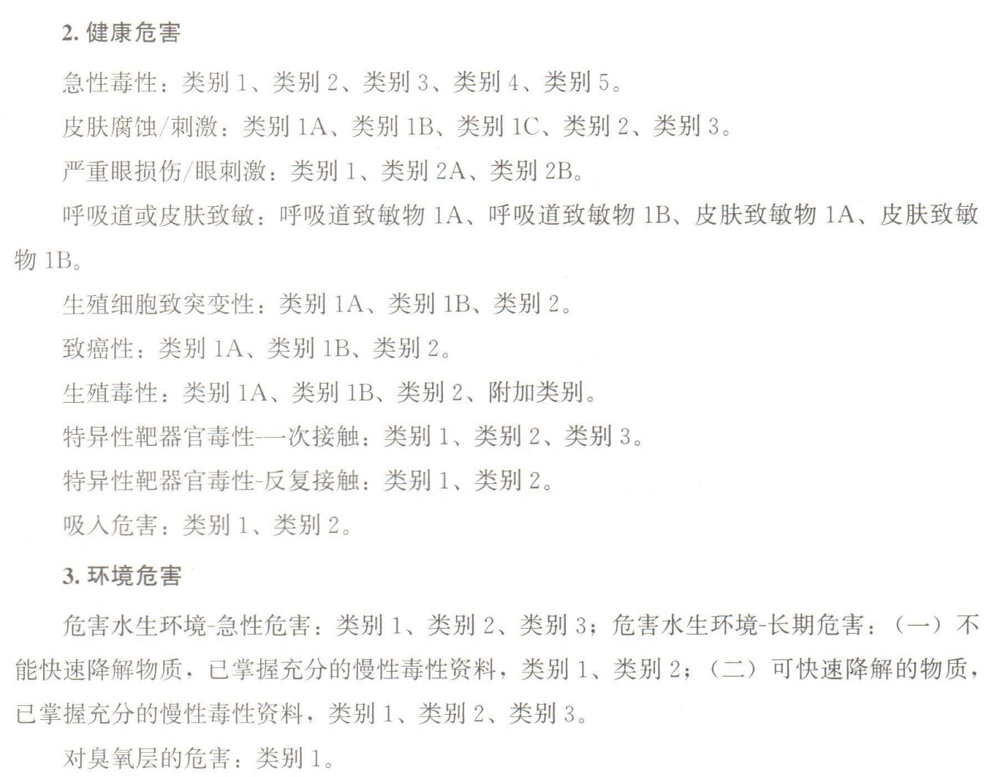 2. 健康危害
急性毒性：类别 1、类别 2、类别 3、类别 4、类别 5。
皮肤腐蚀/刺激：类别 1A、类别 1B、类别 1C、类别 2、类别 3。
严重眼损伤/眼刺激：类别 1、类别 2A、类别 2B。
呼吸道或皮肤致敏：呼吸道致敏物 1A、呼吸道致敏物 1B、皮肤致敏物 1A、皮肤致敏
物 1B。
生殖细胞致突变性：类别 1A、类别 1B、类别 2。
致癌性：类别 1A、类别 1B、类别 2。
生殖毒性：类别 1A、类别 1B、类别 2、附加类别。
特异性靶器官毒性-一次接触：类别 1、类别 2、类别 3。
特异性靶器官毒性-反复接触：类别 1、类别 2。
吸入危害：类别 1、类别 2。
3. 环境危害
危害水生环境-急性危害：类别 1、类别 2、类别 3；危害水生环境-长期危害：（一）不
能快速降解物质，已掌握充分的慢性毒性资料，类别 1、类别 2；（二）可快速降解的物质，
已掌握充分的慢性毒性资料，类别 1、类别 2、类别 3。
对臭氧层的危害：类别 1。